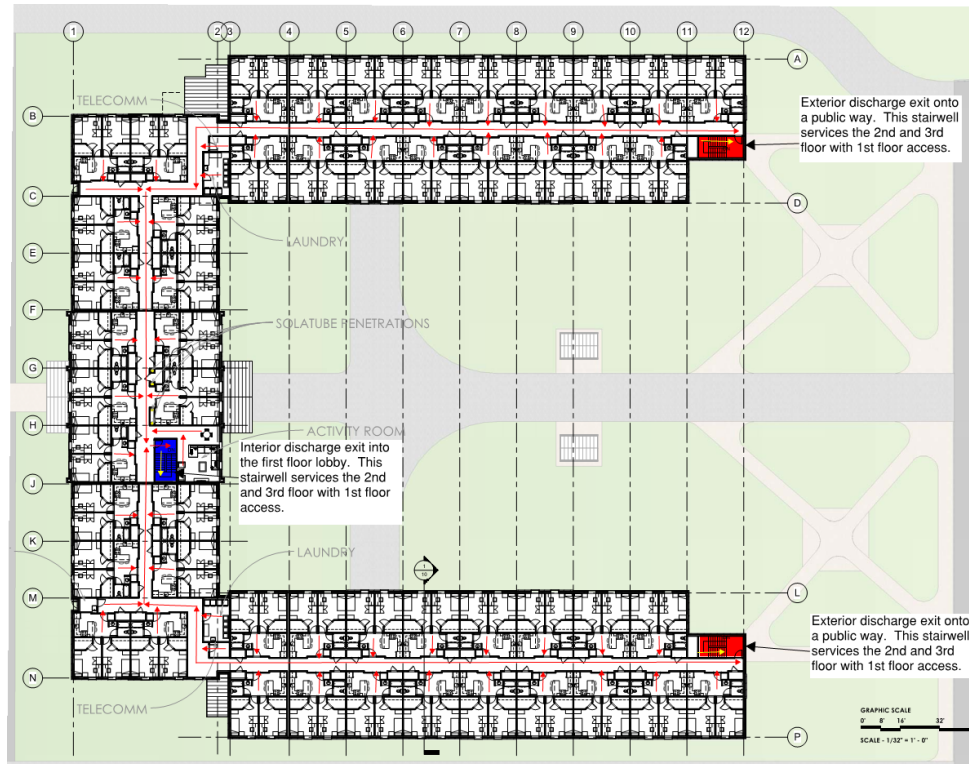 1
2
3
4
5
6
7
8
9
10
11
12
A
TELECOMM
B
Exterior discharge exit onto
a public way. This stairwell
services the 2nd and 3rd
floor with 1st floor access.
C
D
LAUNDRY
E
F
SOLATUBE PENETRATIONS
G
H
ACTIVITY ROOM
Interior discharge exit into
the first floor lobby. This
stairwell services the 2nd
and 3rd floor with 1st floor
access.
J
K
LAUNDRY
1
10
M
L
Exterior discharge exit onto
a public way. This stairwell
services the 2nd and 3rd
floor with 1st floor access.
N
TELECOMM
GRAPHIC SCALE
0' 8' 16' 32'
SCALE - 1/32" = 1' - 0"
P